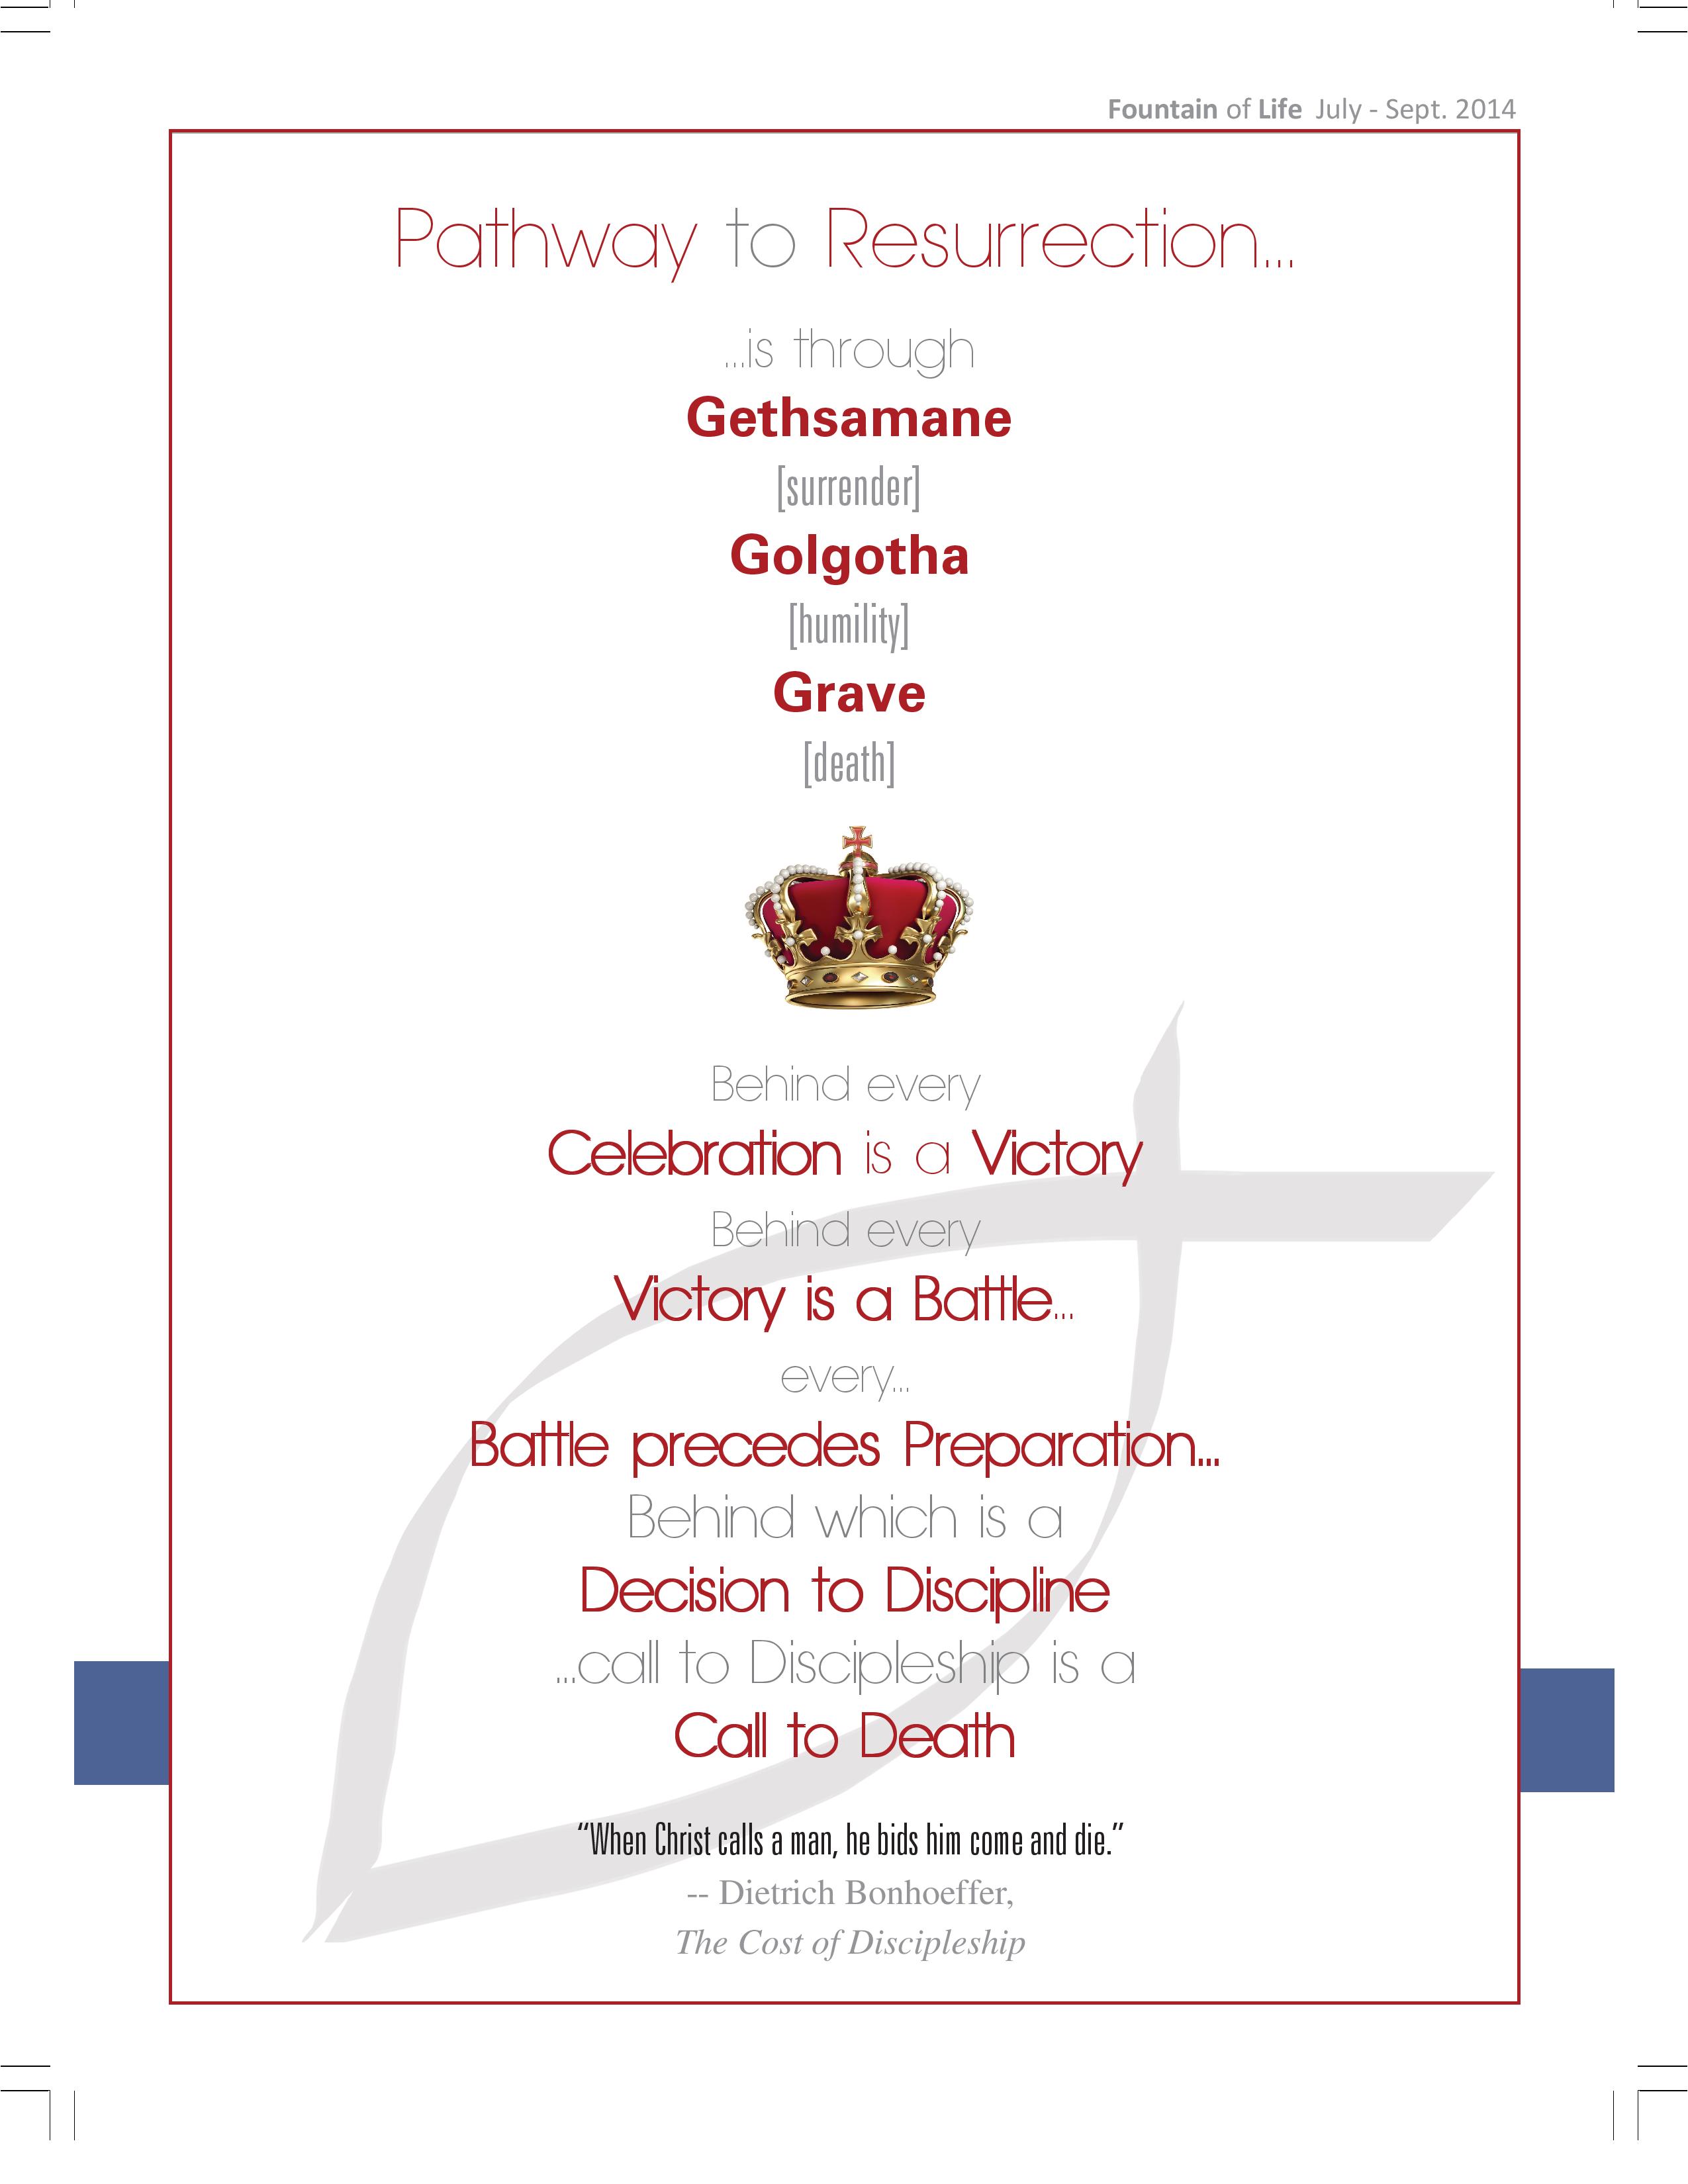 Fountain of Life July - Sept. 2014
Pathway to Resurrection...
...is through
Gethsamane
[surrender]
Golgotha
[humility]
Grave
[death]
Behind every
Celebration is a Victory
Behind every
Victory is a Battle...
every...
Battle precedes Preparation...
Behind which is a
Decision to Discipline
...call to Discipleship is a
Call to Death
“When Christ calls a man, he bids him come and die.”
-- Dietrich Bonhoeffer,
The Cost of Discipleship